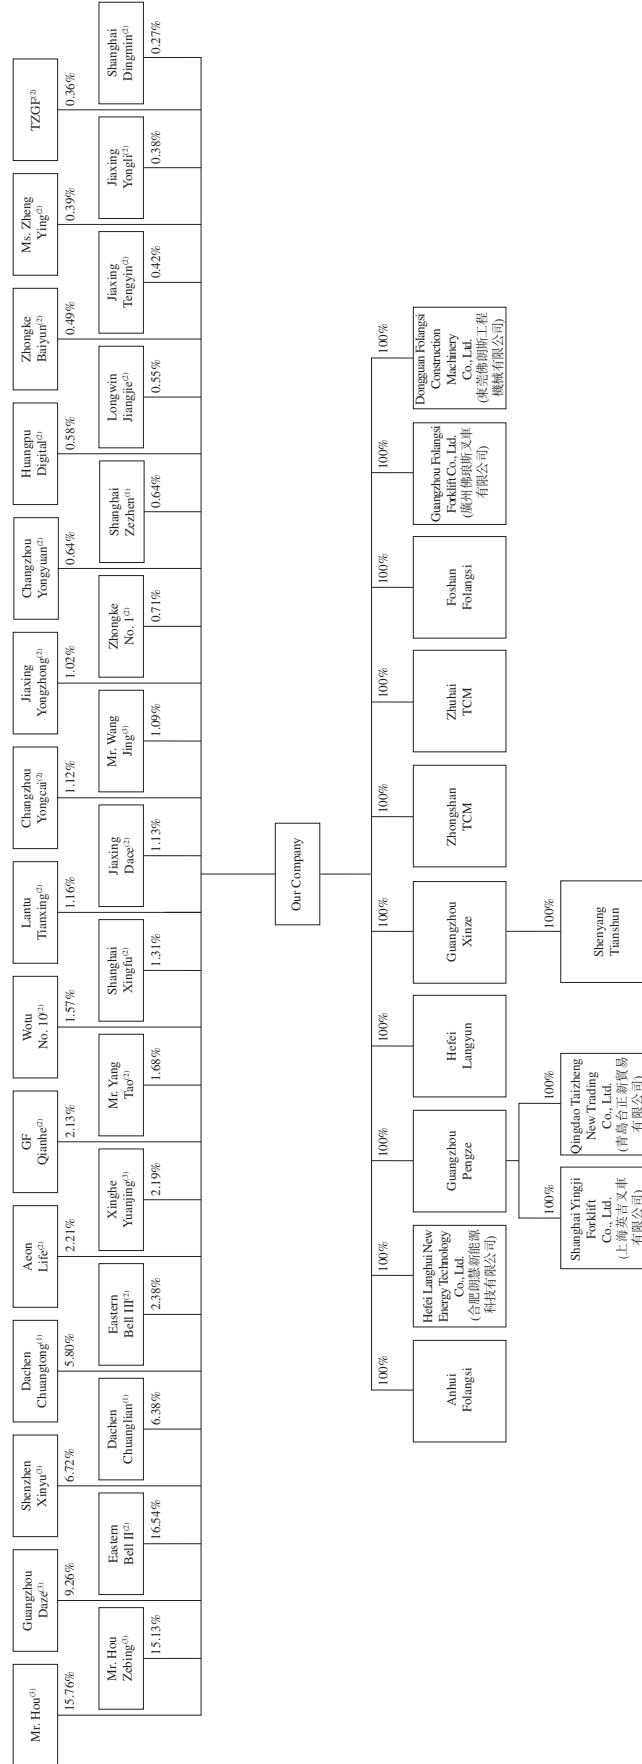 Mr. Hou(3)
15.76%
Guangzhou
Daze(3)
9.26%
Shenzhen
Xinyu(3)
6.72%
Dachen
Chuangtong(1)
5.80%
Aeon
Life(2)
2.21%
GF
Qianhe(2)
2.13%
Wotu
No. 10(2)
1.57%
Lantu
Tianxing(2)
1.16%
Changzhou
Yongcai(2)
1.12%
Jiaxing
Yongzhong(2)
1.02%
Changzhou
Yongyuan(2)
0.64%
Huangpu
Digital(2)
0.58%
Zhongke
Baiyun(2)
0.49%
Ms. Zheng
Ying(2)
0.39%
TZGF(2)
0.36%
Mr. Hou
Zebing(3)
15.13%
Eastern
Bell II(2)
16.54%
Dachen
Chuanglian(1)
6.38%
Eastern
Bell III(2)
2.38%
Xinghe
Yuanjing(3)
2.19%
Mr. Yang
Tao(2)
1.68%
Shanghai
Xingfu(2)
1.31%
Jiaxing
Dace(2)
1.13%
Mr. Wang
Jing(3)
1.09%
Zhongke
No. 1(2)
0.71%
Shanghai
Zezhen(1)
0.64%
Longwin
Jiangjie(2)
0.55%
Jiaxing
Tengyin(2)
0.42%
Jiaxing
Yongli(2)
0.38%
Shanghai
Dingmin(2)
0.27%
Our Company
100%
Anhui
Folangsi
100%
Hefei Langhui New
Energy Technology
Co., Ltd.
(合肥朗慧新能源
科技有限公司)
100%
Guangzhou
Pengze
100%
Hefei
Langyun
100%
Guangzhou
Xinze
100%
Zhongshan
TCM
100%
Zhuhai
TCM
100%
Foshan
Folangsi
100%
Guangzhou Folangsi
Forklift Co., Ltd.
(廣州佛琅斯叉車
有限公司)
100%
Dongguan Folangsi
Construction
Machinery
Co., Ltd.
(東莞佛朗斯工程
機械有限公司)
100%
Shanghai Yingji
Forklift
Co., Ltd.
(上海英吉叉車
有限公司)
100%
Qingdao Taizheng
New Trading
Co., Ltd.
(青島台正新貿易
有限公司)
100%
Shenyang
Tianshun